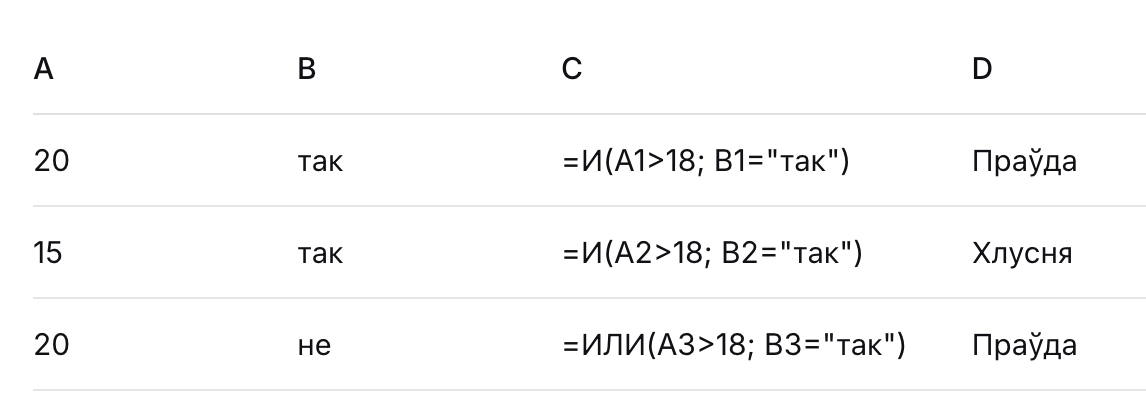 A B C D
20 так =И(A1>18; B1="так") Праўда
15 так =И(A2>18; B2="так") Хлусня
20 не =ИЛИ(A3>18; B3="так") Праўда